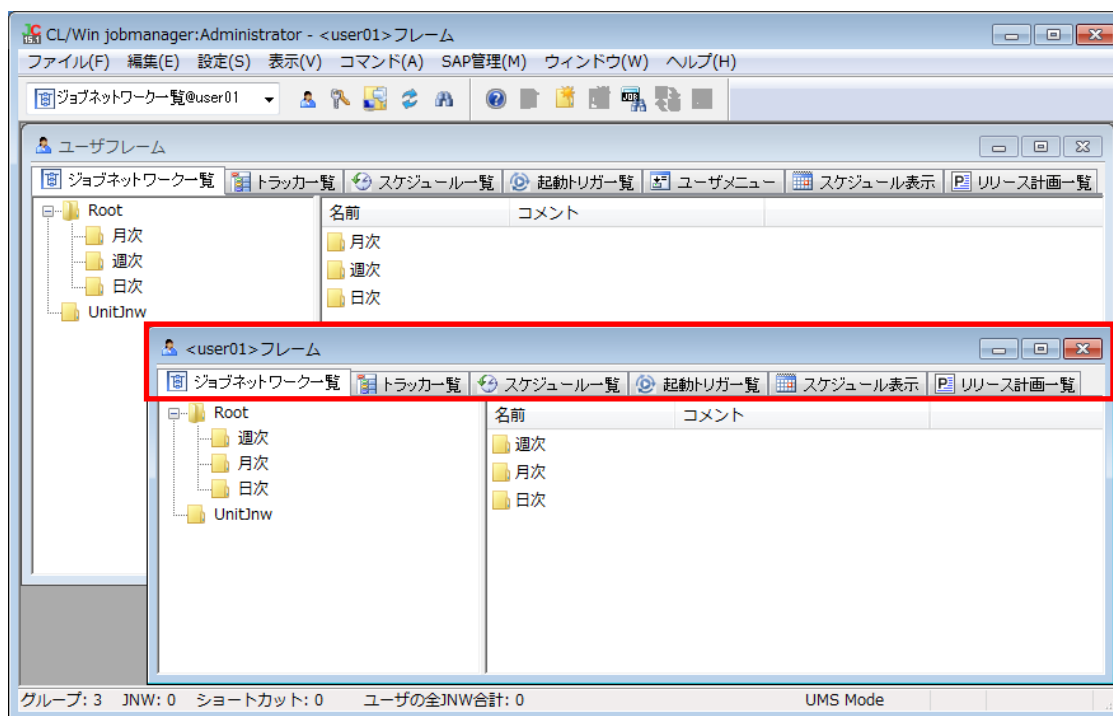 CL/Win jobmanager:Administrator - <user01>フレーム
ファイル(F) 編集(E) 設定(S) 表示(V) コマンド(A) SAP管理(M) ウィンドウ(W) ヘルプ(H)
ジョブネットワーク一覧@user01
ユーザフレーム
ジョブネットワーク一覧 トラッカ一覧 スケジュール一覧 起動トリガ一覧 ユーザメニュー スケジュール表示 リリース計画一覧
Root 名前 コメント
月次 月次
週次 週次
日次 日次
UnitJnw
<user01>フレーム
ジョブネットワーク一覧 トラッカ一覧 スケジュール一覧 起動トリガ一覧 スケジュール表示 リリース計画一覧
Root 名前 コメント
週次 週次
月次 月次
日次 日次
UnitJnw
グループ: 3 JNW: 0 ショートカット: 0 ユーザの全JNW合計: 0 UMS Mode